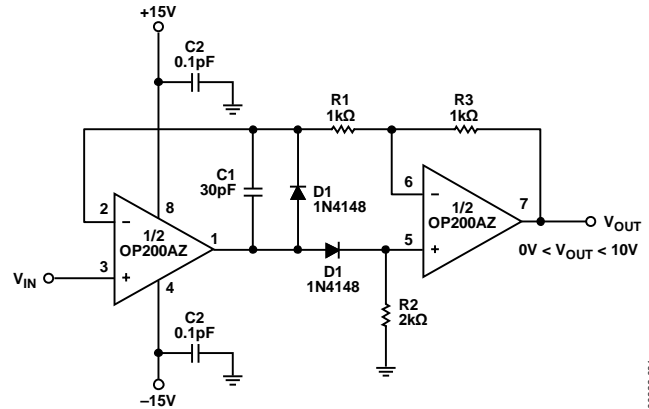 +15V
C2
0.1pF
R1
1kΩ
R3
1kΩ
C1
30pF
D1
1N4148
2
8
–
1/2
OP200AZ
1
3
+
4
VIN
6
–
7
1/2
OP200AZ
5
+
VOUT
0V < VOUT < 10V
D1
1N4148
R2
2kΩ
C2
0.1pF
–15V